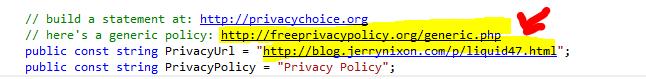 // build a statement at: http://privacychoice.org
// here's a generic policy: http://freeprivacypolicy.org/generic.php
public const string PrivacyUrl = "http://blog.jerrynixon.com/p/liquid47.html";
public const string PrivacyPolicy = "Privacy Policy";